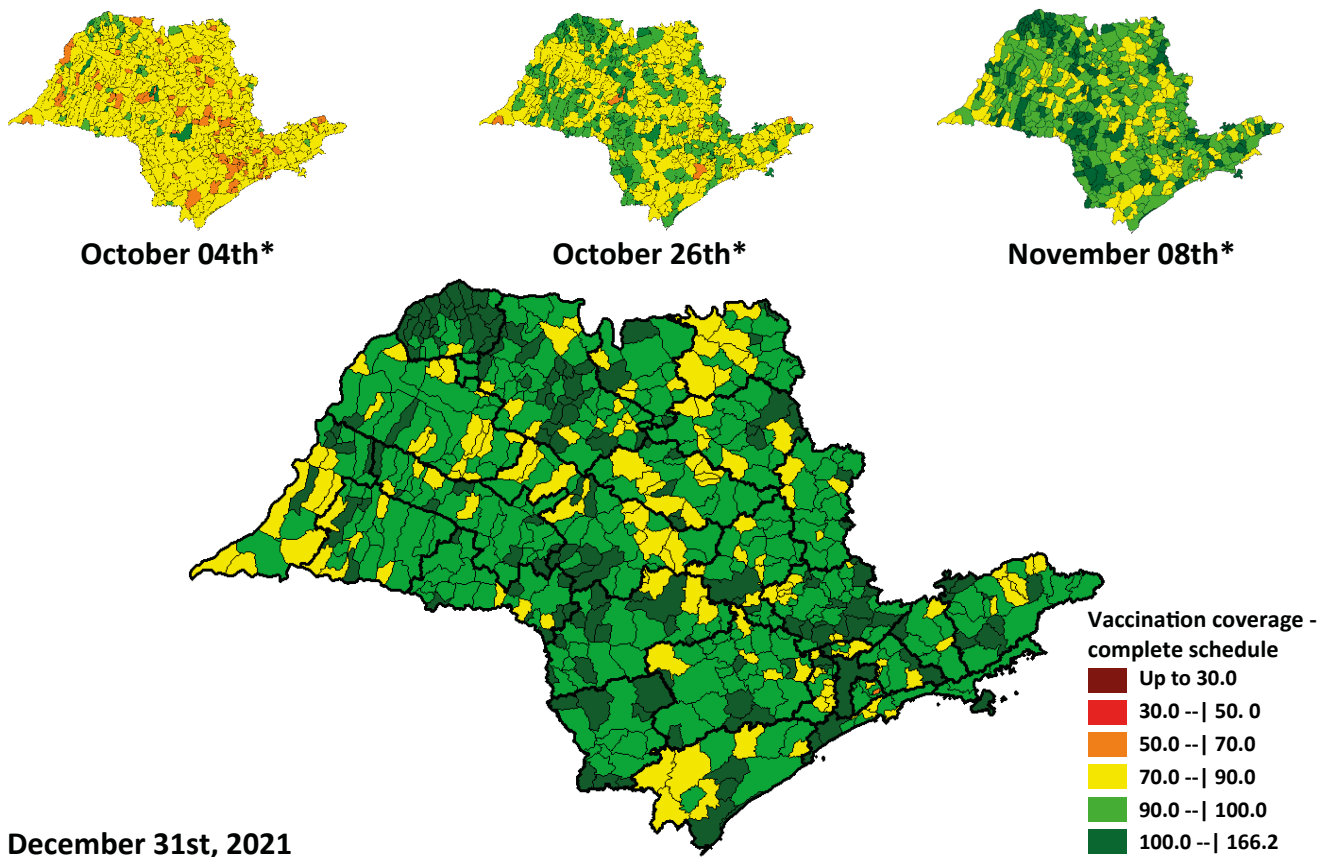 October 04th*
October 26th*
November 08th*
Vaccination coverage -
complete schedule
Up to 30.0
30.0 --| 50. 0
50.0 --| 70.0
70.0 --| 90.0
90.0 --| 100.0
100.0 --| 166.2
December 31st, 2021